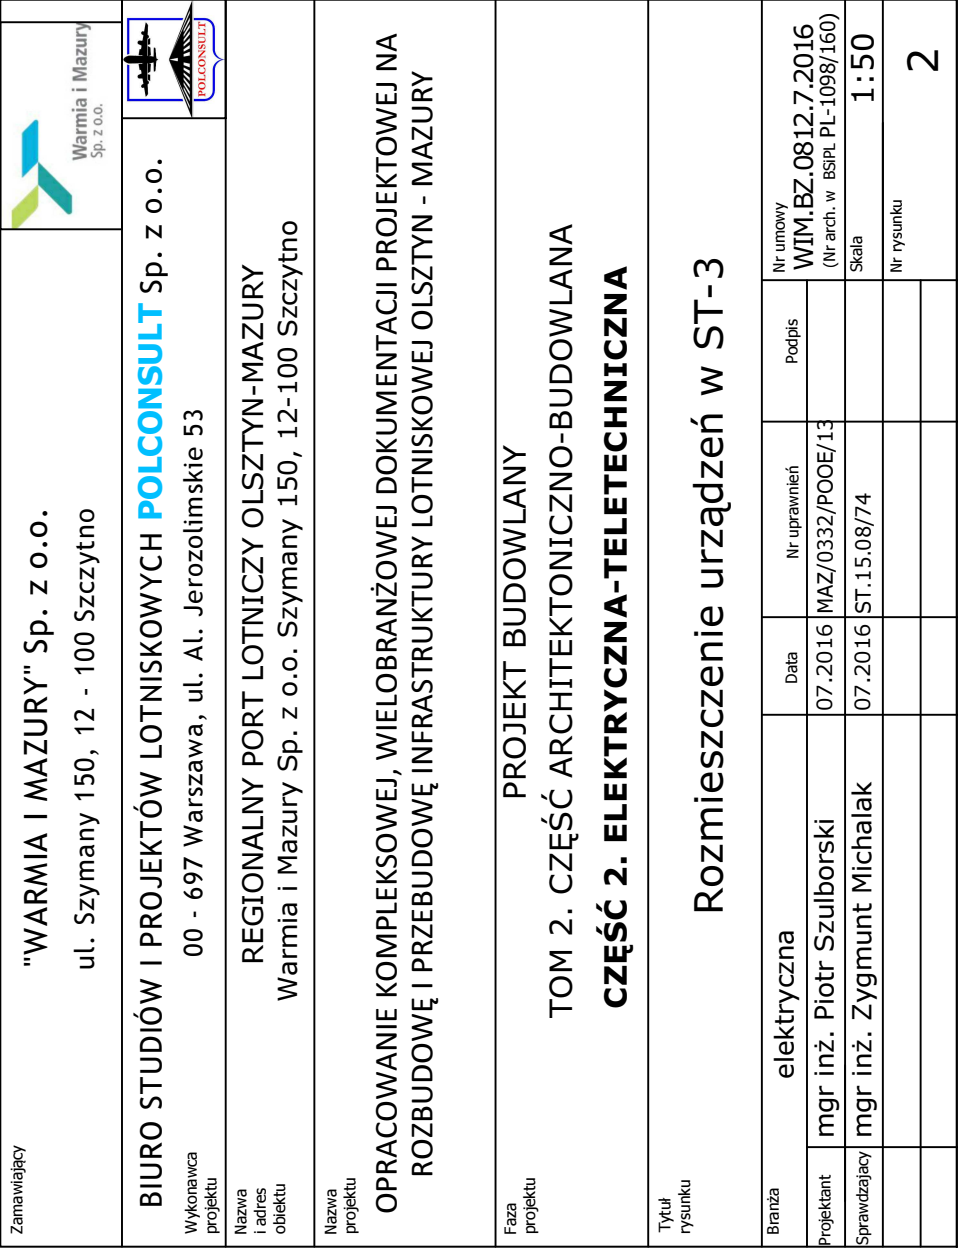 Zamawiający
"WARMIA I MAZURY" Sp. z o.o.
ul. Szymany 150, 12 - 100 Szczytno
Warmia i Mazury
Sp. z o.o.
Wykonawca
projektu
BIURO STUDIÓW I PROJEKTÓW LOTNISKOWYCH POLCONSULT Sp. z o.o.
00 - 697 Warszawa, ul. Al. Jerozolimskie 53
POLCONSULT
Nazwa
i adres
obiektu
REGIONALNY PORT LOTNICZY OLSZTYN-MAZURY
Warmia i Mazury Sp. z o.o. Szymany 150, 12-100 Szczytno
Nazwa
projektu
OPRACOWANIE KOMPLEKSOWEJ, WIELOBRANŻOWEJ DOKUMENTACJI PROJEKTOWEJ NA
ROZBUDOWĘ I PRZEBUDOWĘ INFRASTRUKTURY LOTNISKOWEJ OLSZTYN - MAZURY
Faza
projektu
PROJEKT BUDOWLANY
TOM 2. CZĘŚĆ ARCHITEKTONICZNO-BUDOWLANA
CZĘŚĆ 2. ELEKTRYCZNA-TELETECHNICZNA
Tytuł
rysunku
Rozmieszczenie urządzeń w ST-3
Branża elektryczna Data Nr uprawnień Podpis
Projektant mgr inż. Piotr Szulborski 07.2016 MAZ/0332/POOE/13
Sprawdzajacy mgr inż. Zygmunt Michalak 07.2016 ST.15.08/74
Nr umowy
WIM.BZ.0812.7.2016
(Nr arch. w BSiPL PL-1098/160)
Skala 1:50
Nr rysunku 2